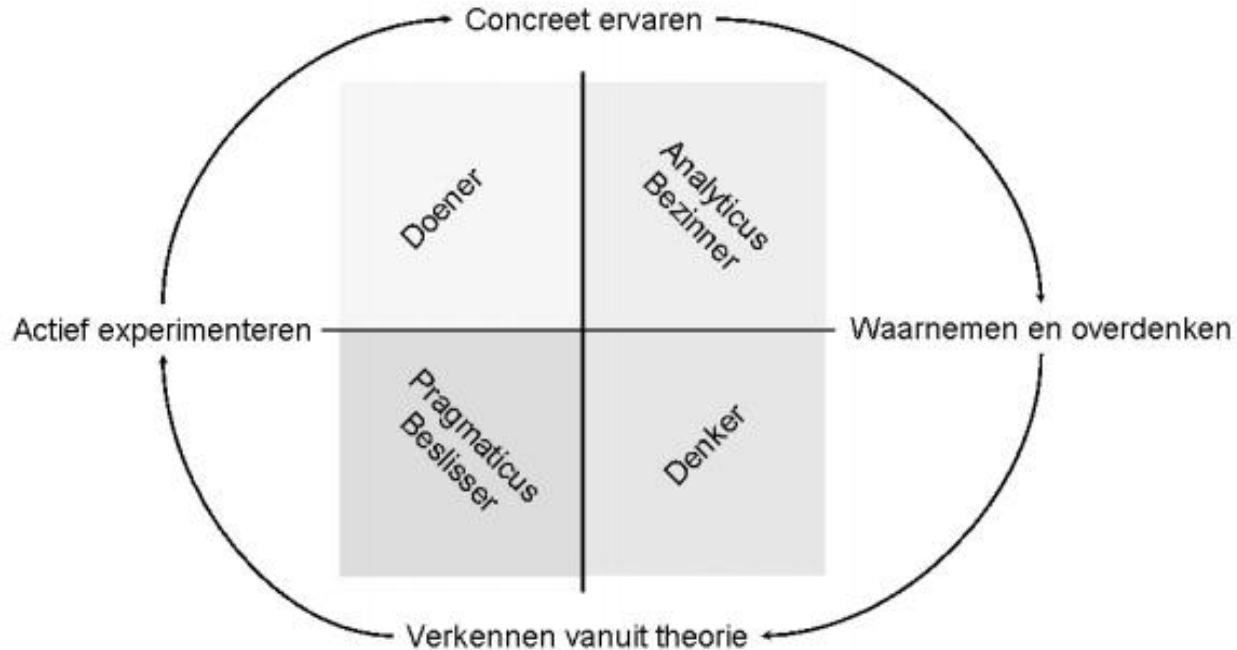 Concreet ervaren
Doener
Analyticus
Bezinner
Actief experimenteren
Waarnemen en overdenken
Pragmaticus
Beslisser
Denker
Verkennen vanuit theorie